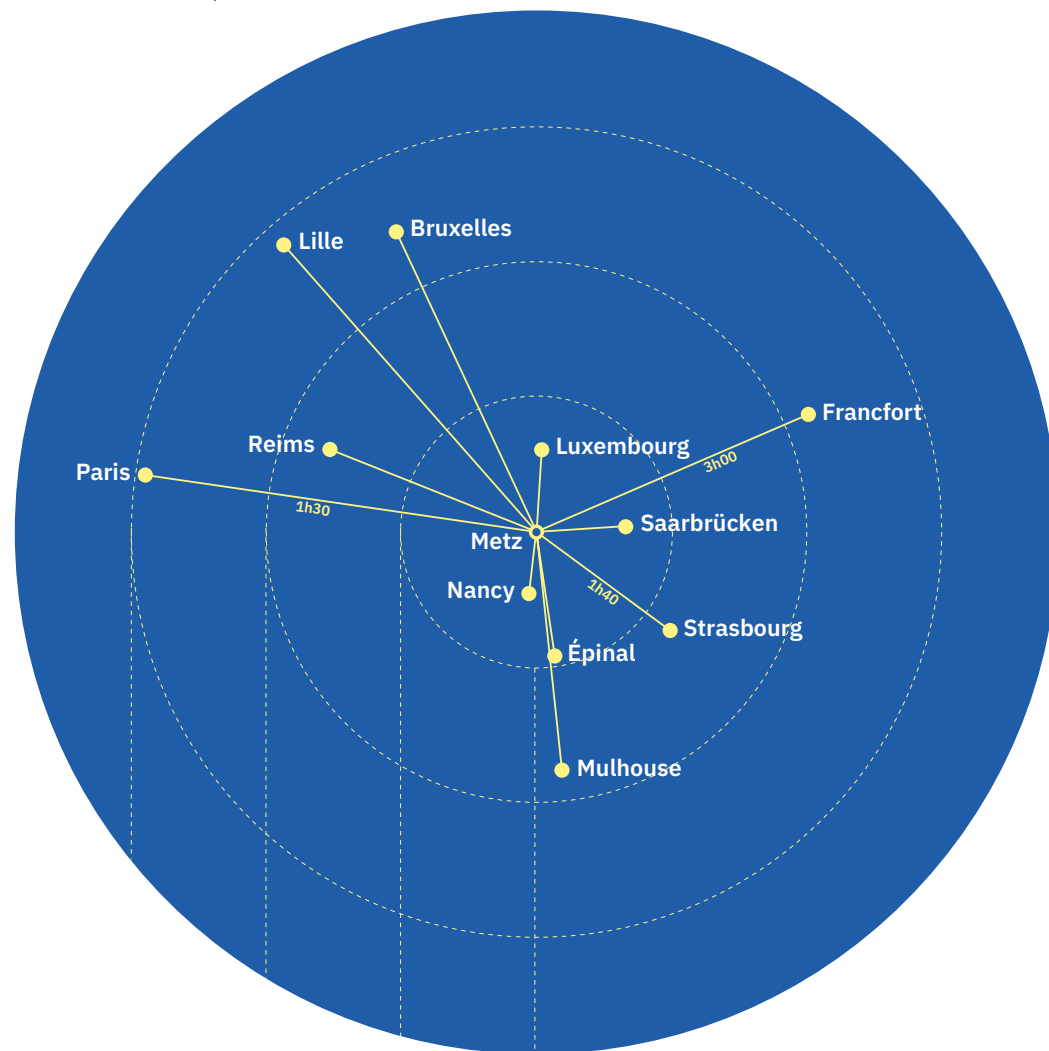 Bruxelles
Lille
Francfort
Reims
Luxembourg
3h00
Paris
1h30
Saarbrücken
Metz
Nancy
1h40
Strasbourg
Épinal
Mulhouse